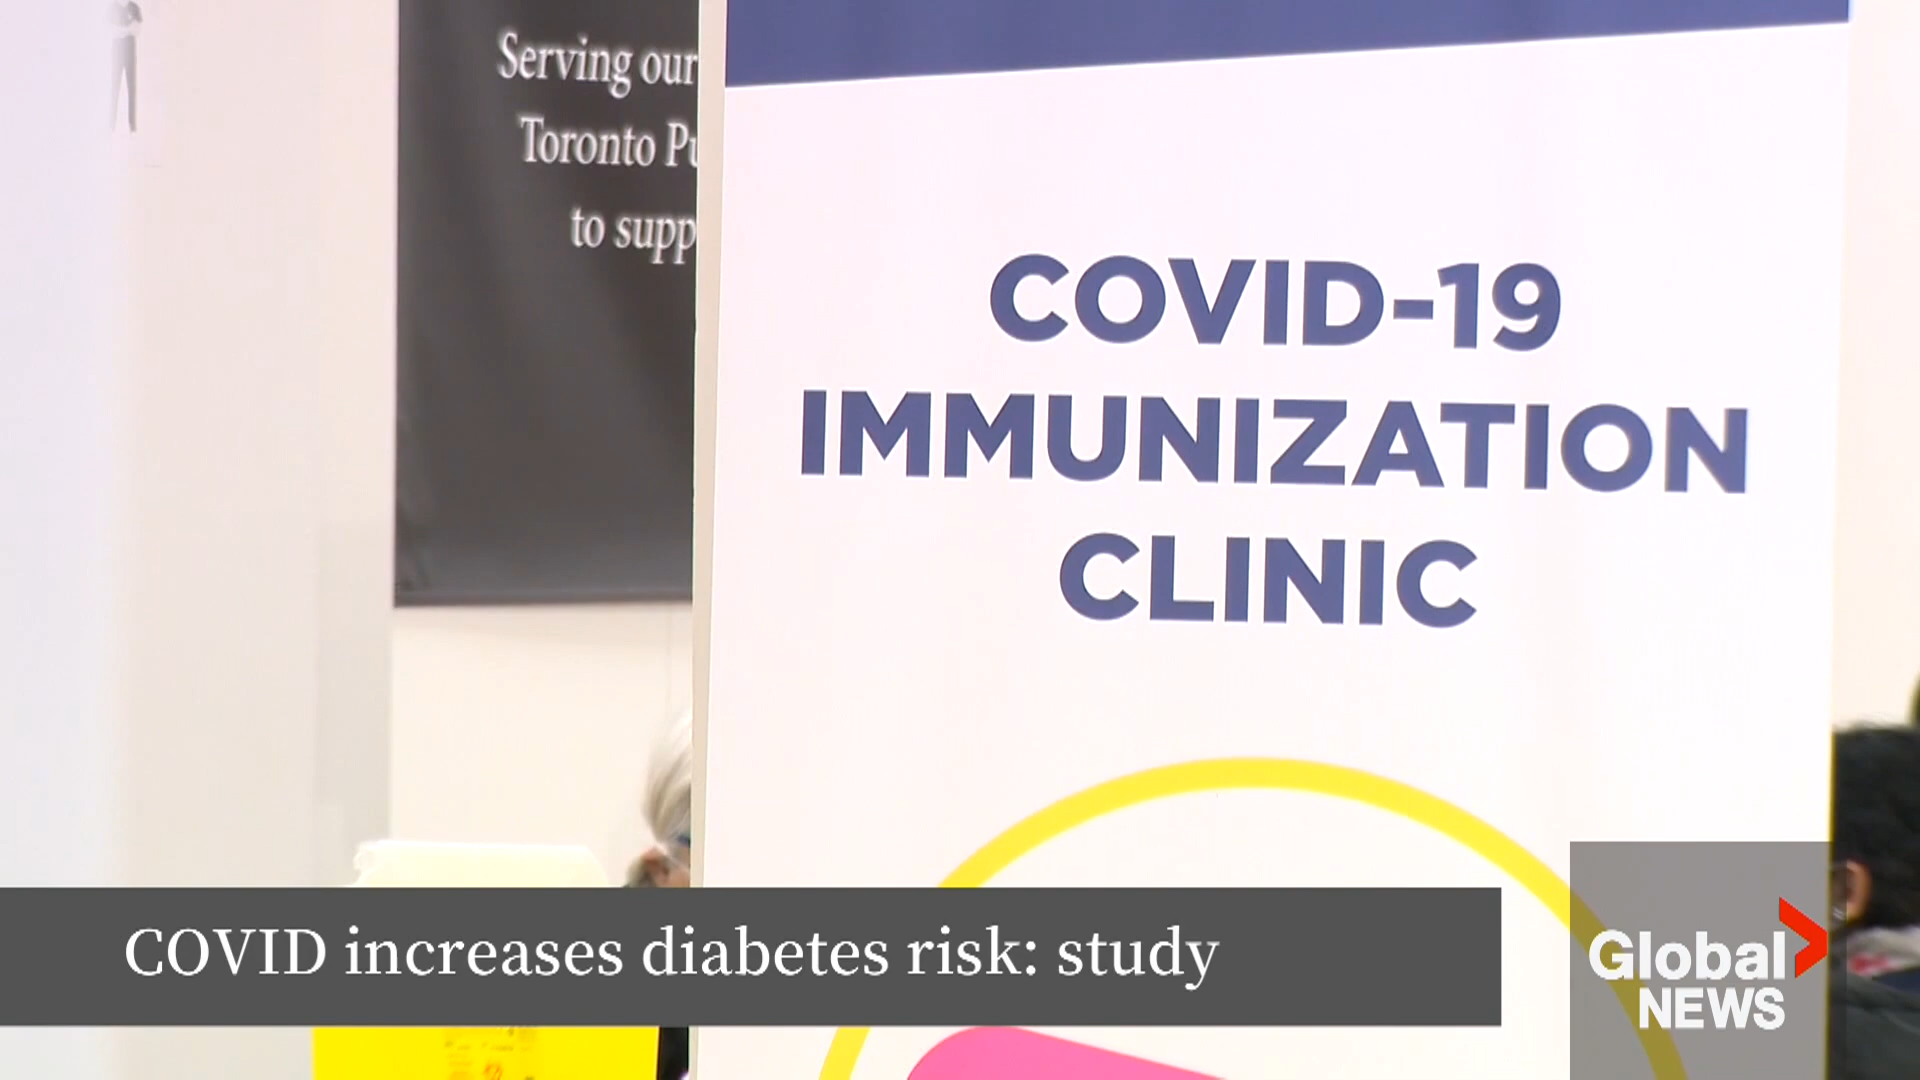 Serving our
Toronto
to supp
COVID-19
IMMUNIZATION
CLINIC
COVID increases diabetes risk: study
Global
NEWS